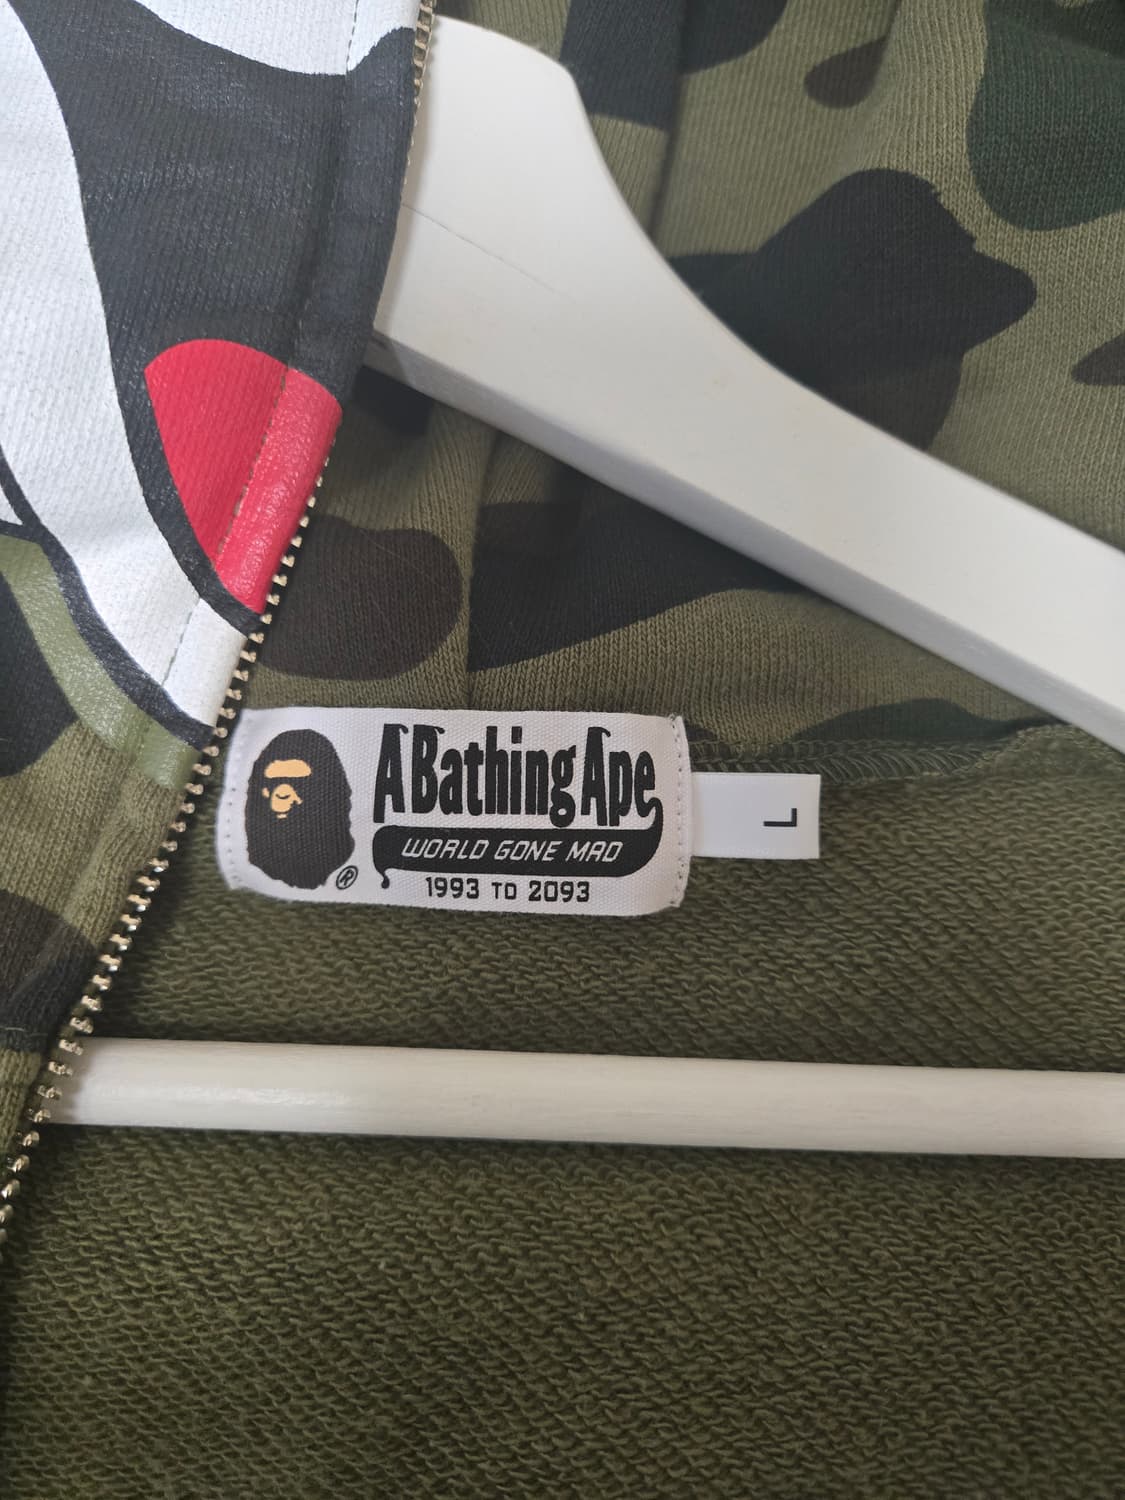 A Bathing Ape
WORLD GONE MAD
®
1993 TO 2093
L